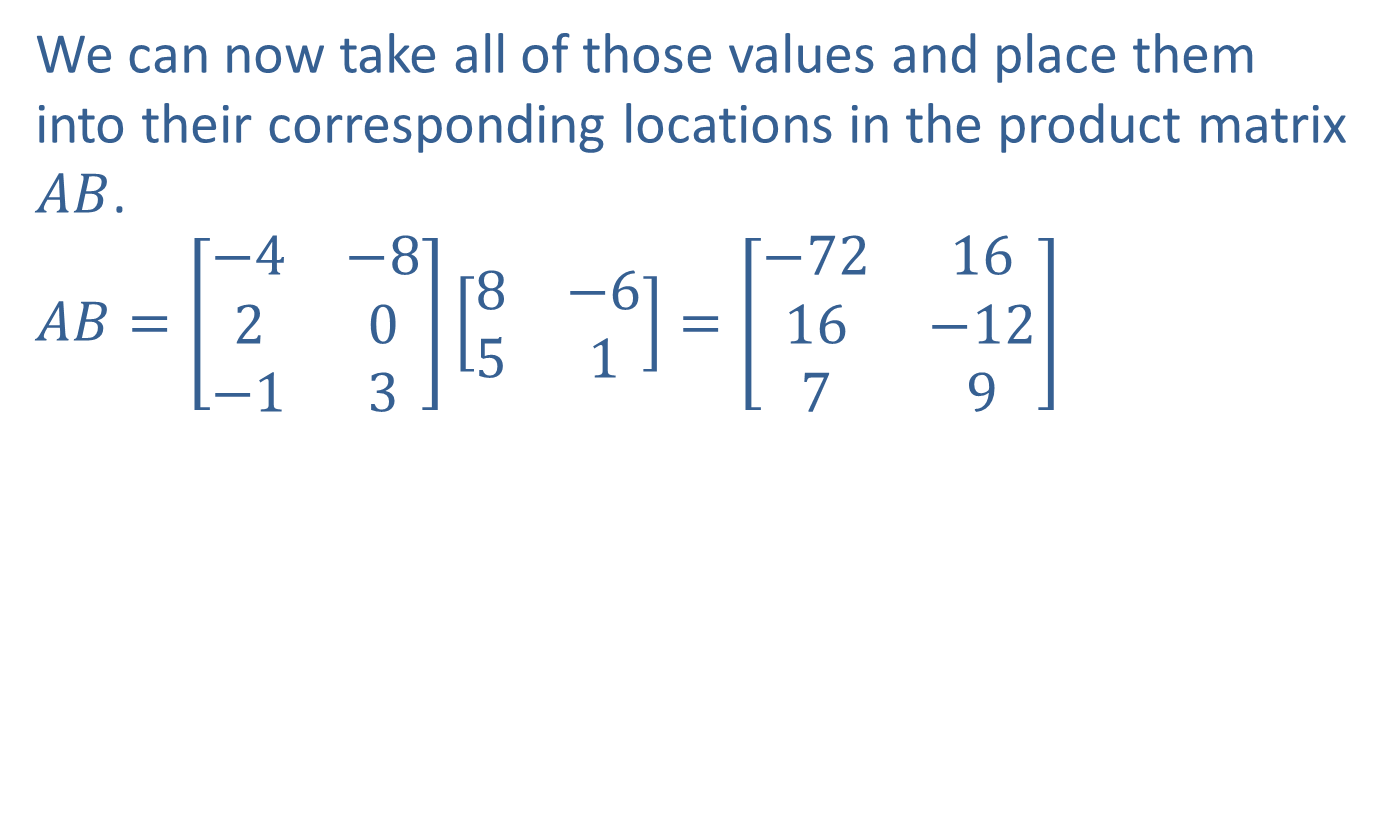 We can now take all of those values and place them
into their corresponding locations in the product matrix
AB.
AB = [−4 −8; 2 0; −1 3] [8 −6; 5 1] = [−72 16; 16 −12; 7 9]